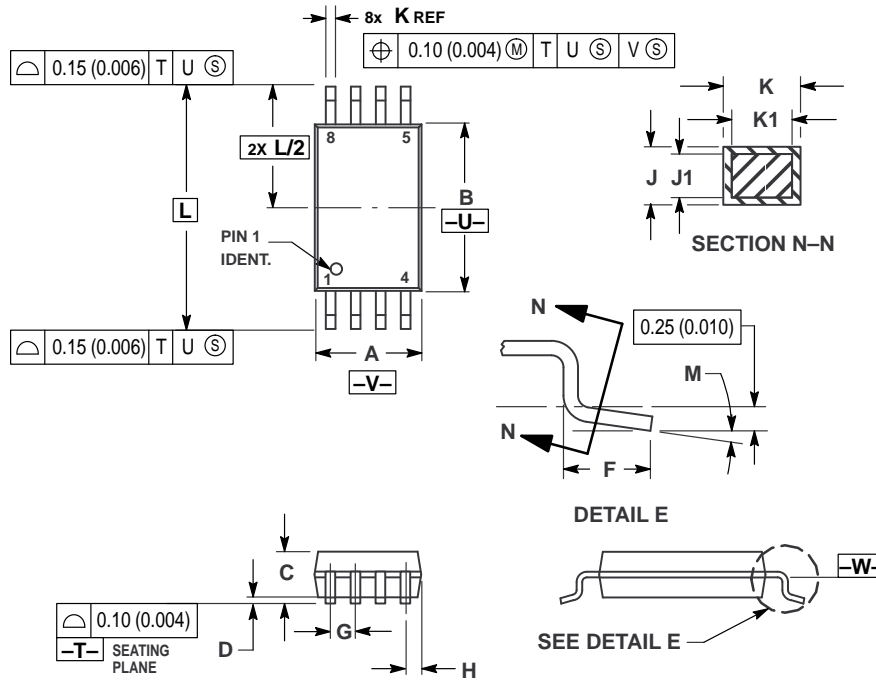 8x K REF
⌖ 0.10 (0.004) Ⓜ T U Ⓢ V Ⓢ
⌓ 0.15 (0.006) T U Ⓢ
2X L/2
L
8 5
B
–U–
PIN 1
IDENT.
1 4
⌓ 0.15 (0.006) T U Ⓢ
A
–V–
K
K1
J J1
SECTION N–N
N
0.25 (0.010)
M
N
F
DETAIL E
C
⌓ 0.10 (0.004)
–T– SEATING
PLANE
D
G
H
–W–
SEE DETAIL E